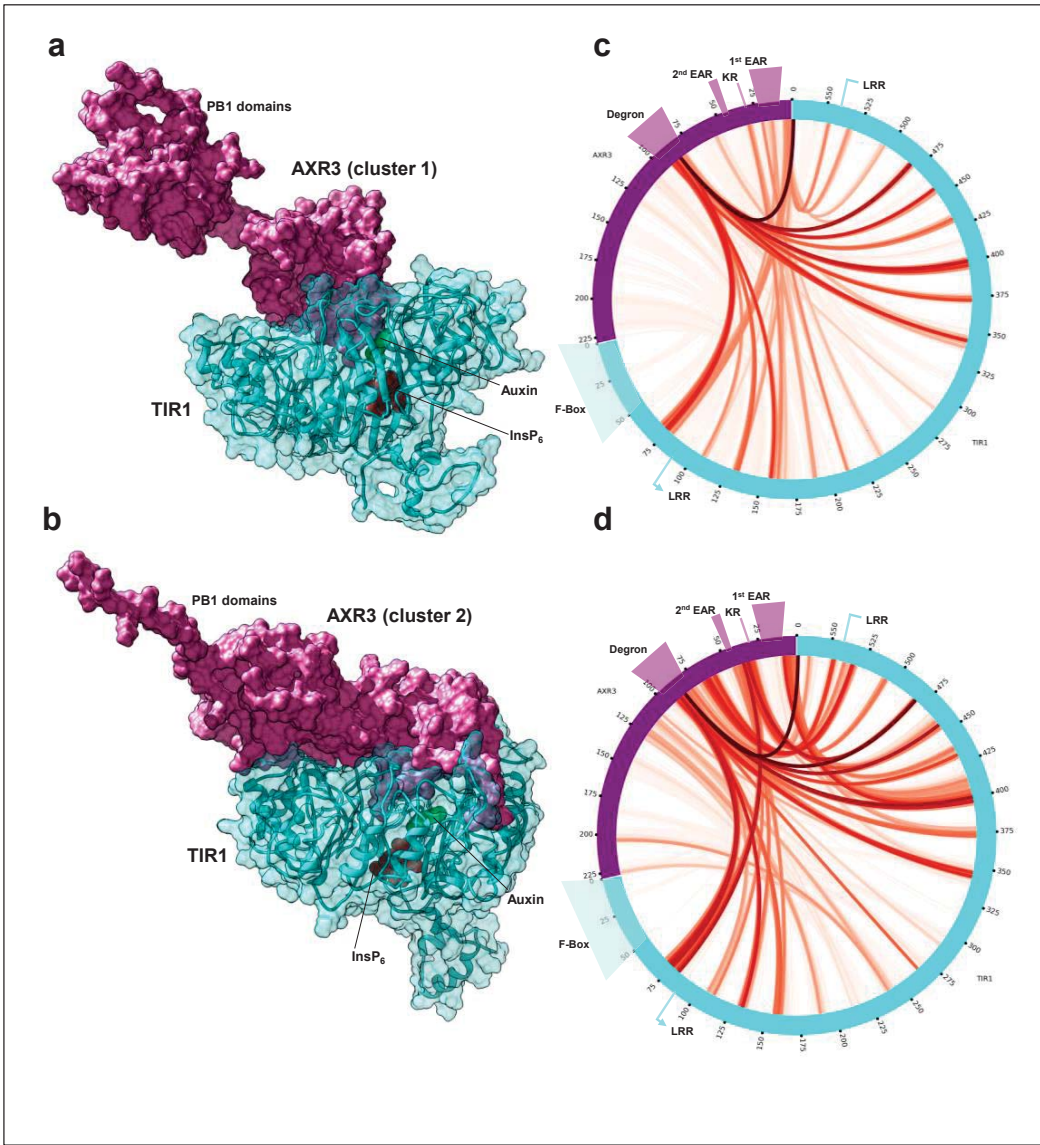 a
PB1 domains
AXR3 (cluster 1)
TIR1
Auxin
InsP6
b
PB1 domains
AXR3 (cluster 2)
TIR1
Auxin
InsP6
c
1st EAR
KR
2nd EAR
Degron
LRR
AXR3
0
25
50
75
100
125
150
175
200
225
0
25
50
75
100
125
150
175
200
225
250
275
300
325
350
375
400
425
450
475
500
525
550
F-Box
LRR
TIR1
d
1st EAR
KR
2nd EAR
Degron
LRR
AXR3
0
25
50
75
100
125
150
175
200
225
0
25
50
75
100
125
150
175
200
225
250
275
300
325
350
375
400
425
450
475
500
525
550
F-Box
LRR
TIR1